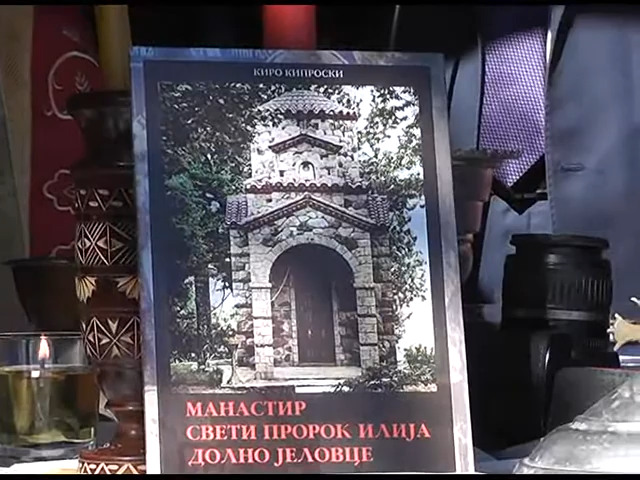 КИРО КИПРОСКИ
МАНАСТИР
СВЕТИ ПРОРОК ИЛИЈА
ДОЛНО ЈЕЛОВЦЕ